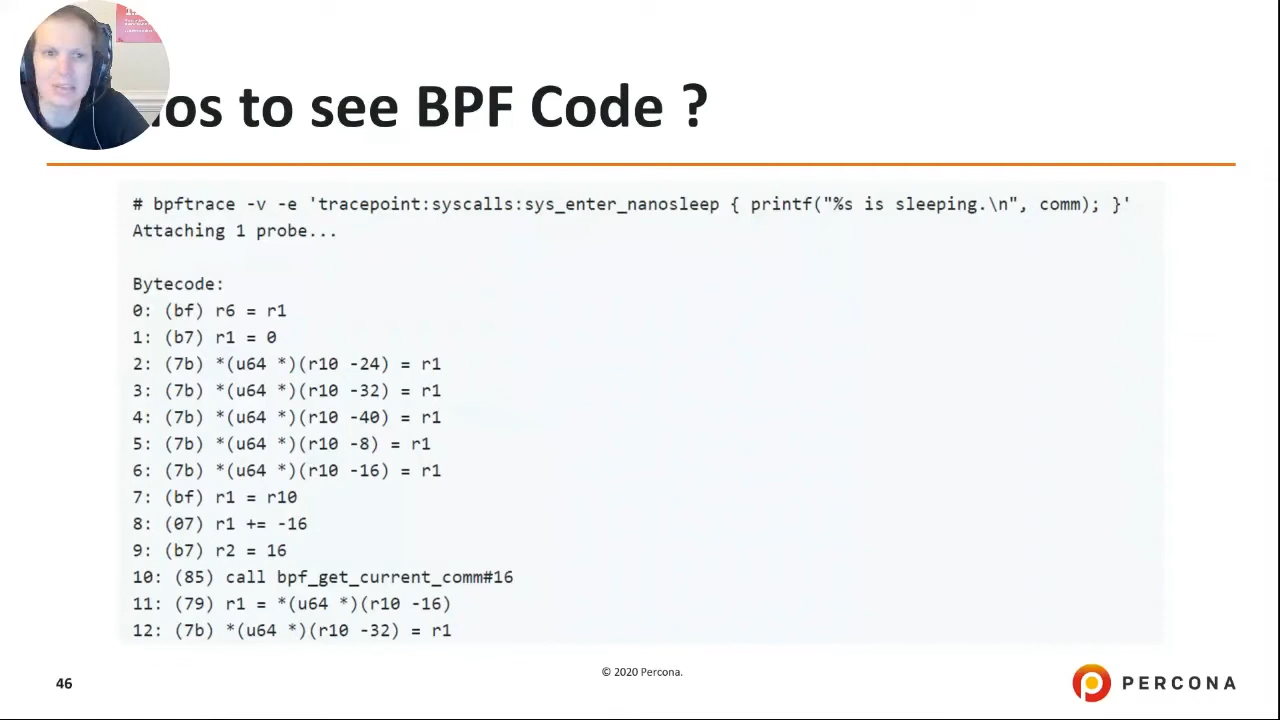 to see BPF Code ?
# bpftrace -v -e 'tracepoint:syscalls:sys_enter_nanosleep { printf("%s is sleeping.\n", comm); }'
Attaching 1 probe...
Bytecode:
0: (bf) r6 = r1
1: (b7) r1 = 0
2: (7b) *(u64 *)(r10 -24) = r1
3: (7b) *(u64 *)(r10 -32) = r1
4: (7b) *(u64 *)(r10 -40) = r1
5: (7b) *(u64 *)(r10 -8) = r1
6: (7b) *(u64 *)(r10 -16) = r1
7: (bf) r1 = r10
8: (07) r1 += -16
9: (b7) r2 = 16
10: (85) call bpf_get_current_comm#16
11: (79) r1 = *(u64 *)(r10 -16)
12: (7b) *(u64 *)(r10 -32) = r1
46
© 2020 Percona.
PERCONA